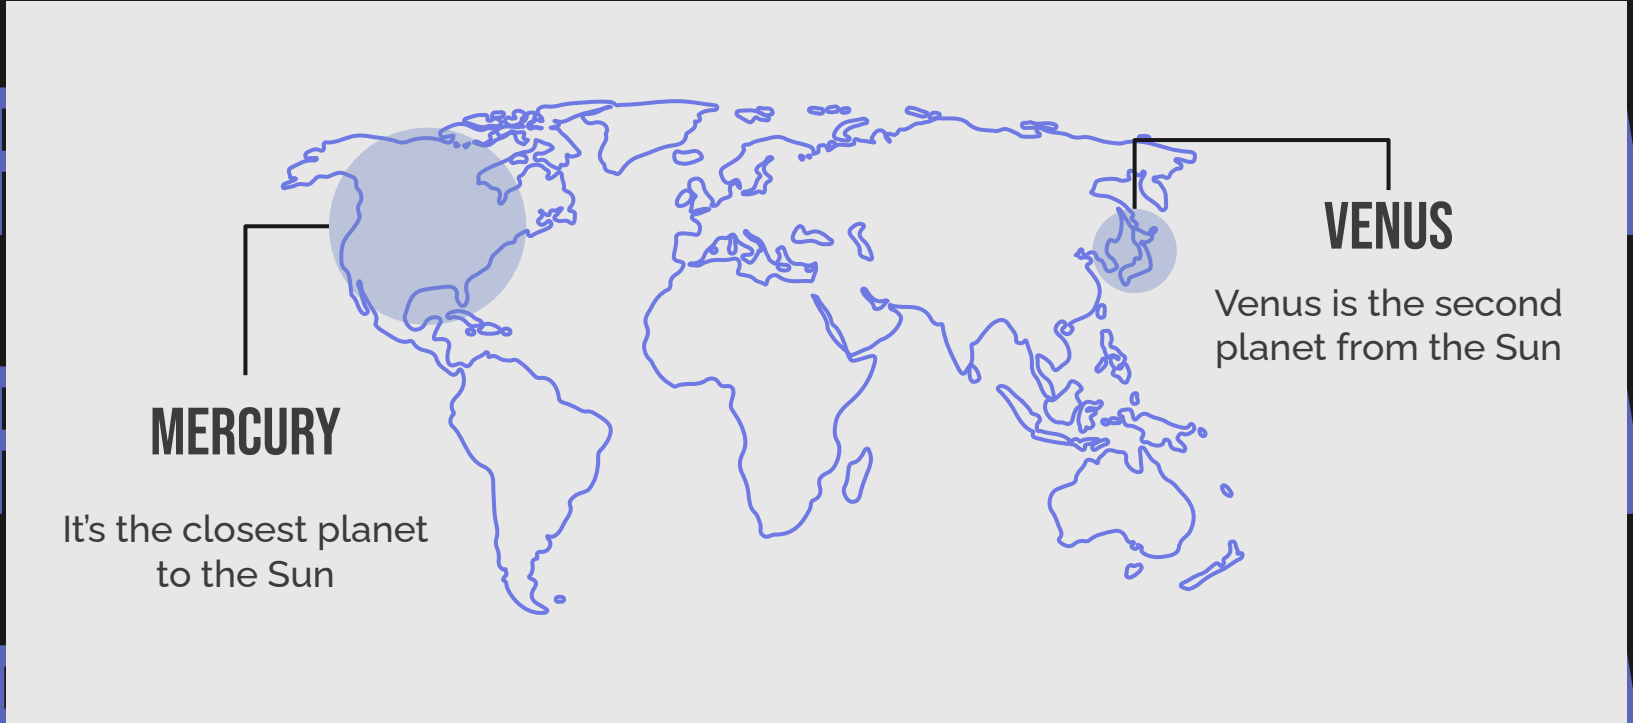 MERCURY
It's the closest planet
to the Sun
VENUS
Venus is the second
planet from the Sun